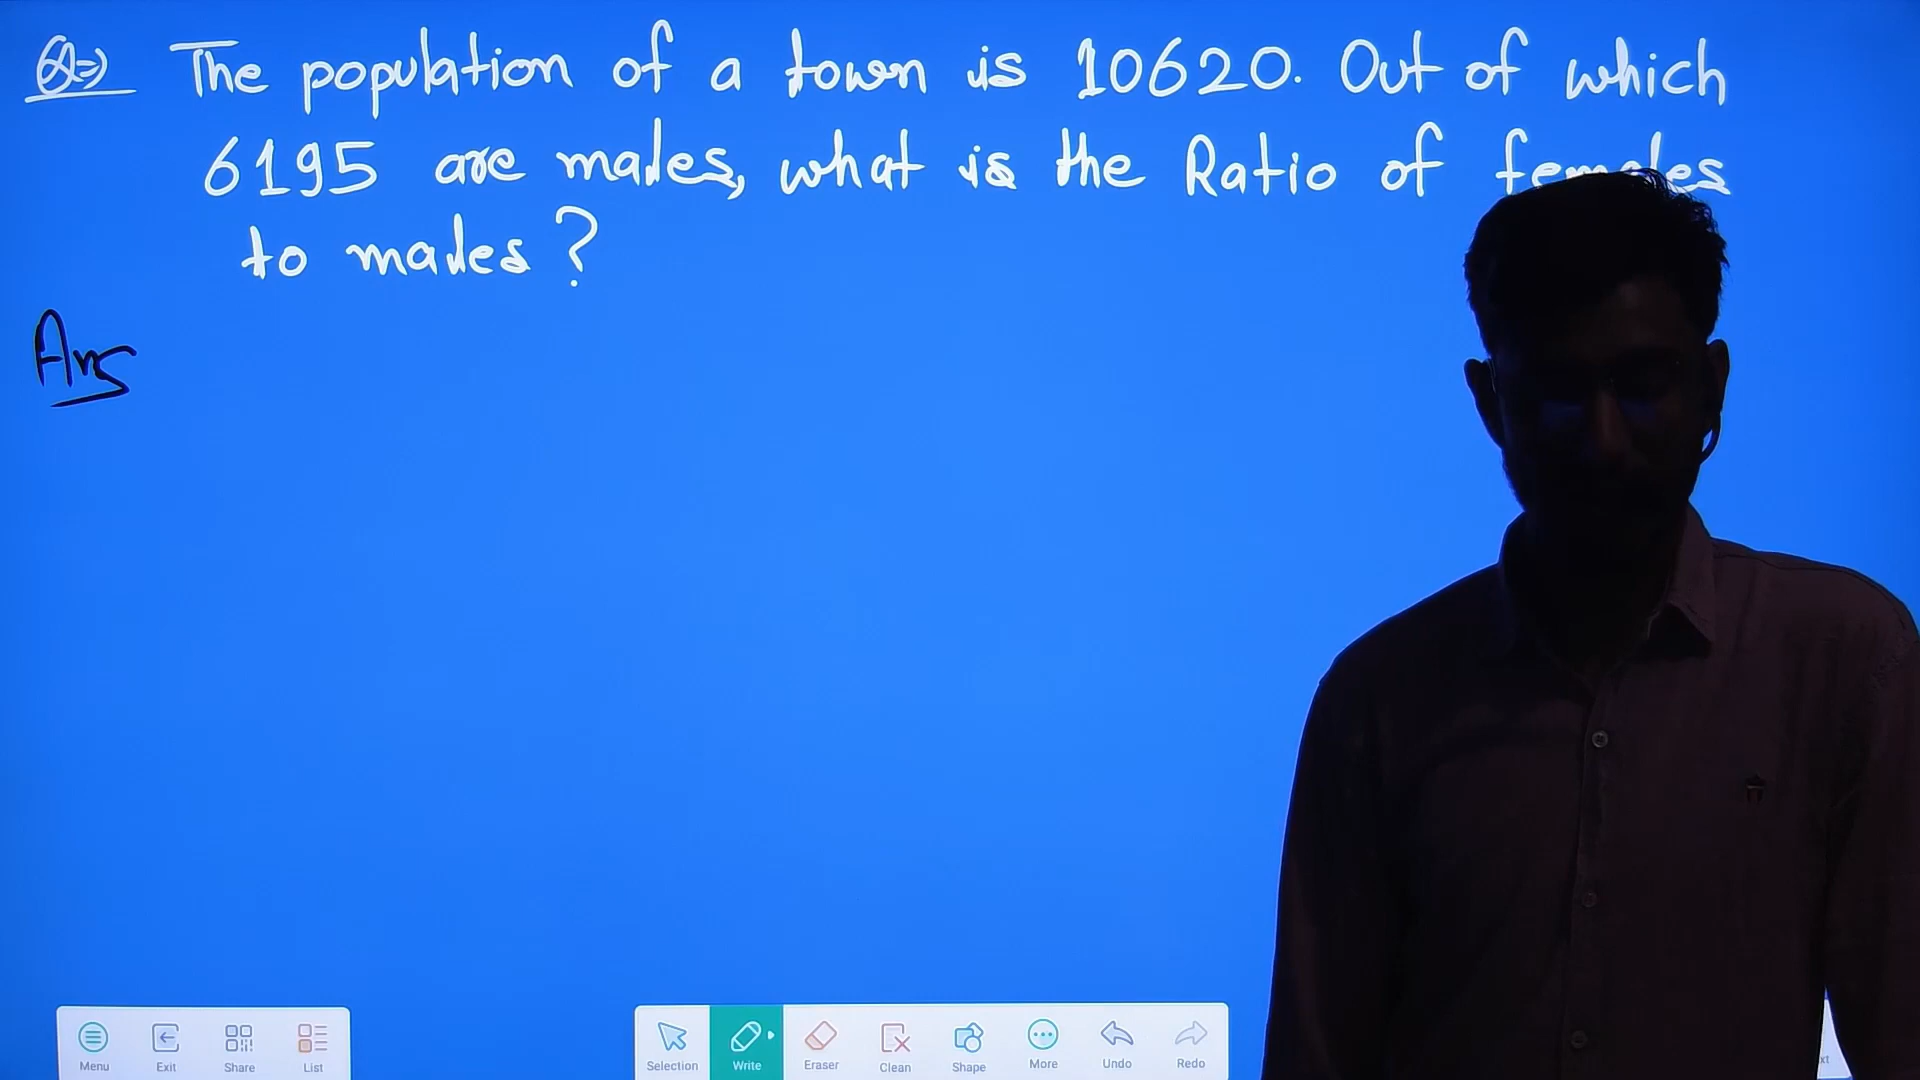 Q=> The population of a town is 10620. Out of which
6195 are males, what is the Ratio of females
to males ?
Ans
Menu Exit Share List Selection Write Eraser Clean Shape More Undo Redo